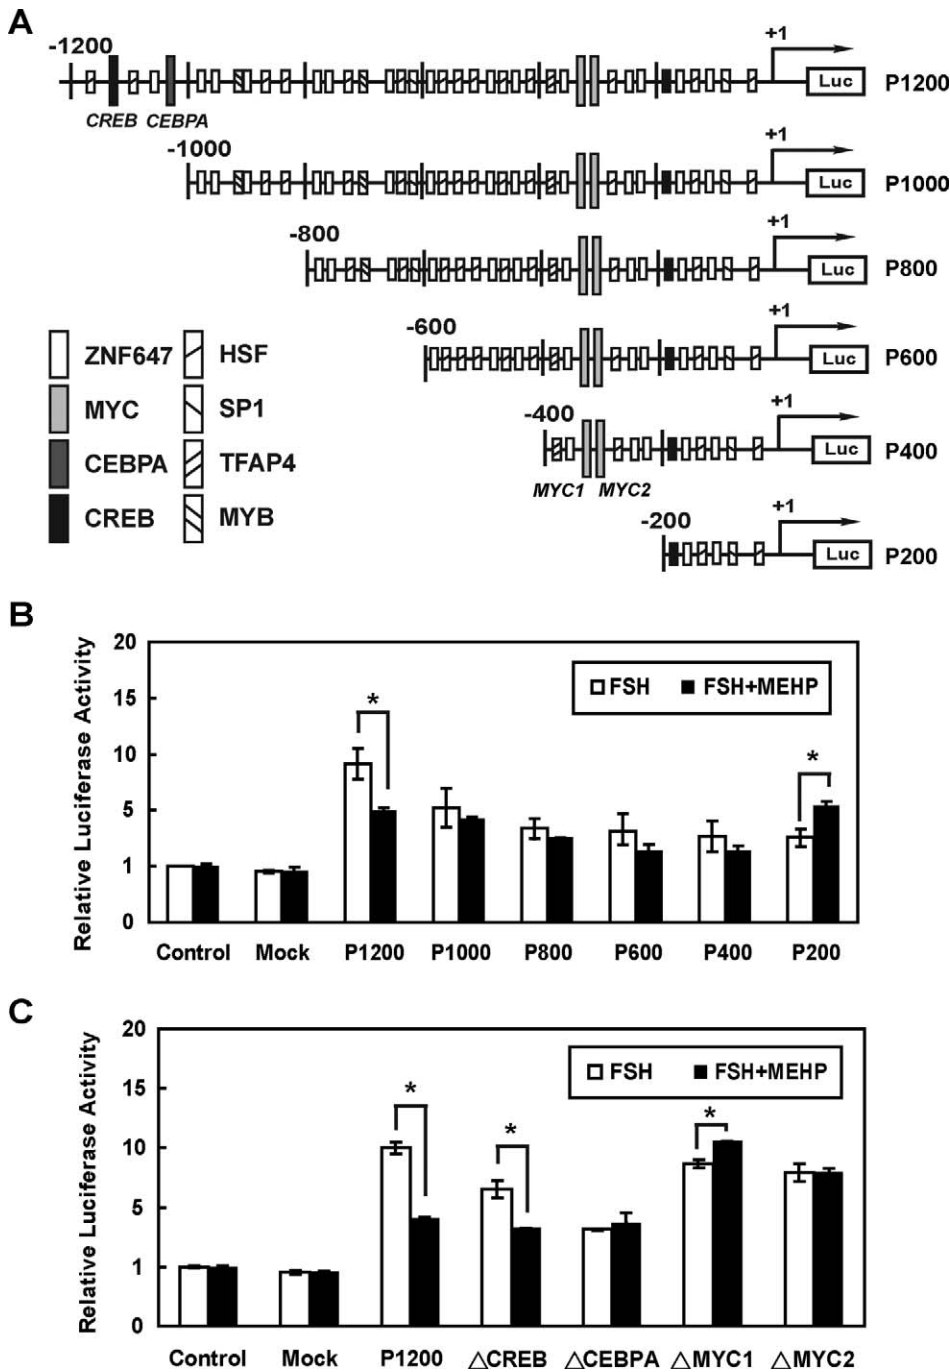 A
-1200
+1
Luc
P1200
CREB CEBPA
-1000
+1
Luc
P1000
-800
+1
Luc
P800
-600
+1
Luc
P600
-400
+1
Luc
P400
MYC1 MYC2
-200
+1
Luc
P200
ZNF647 HSF
MYC SP1
CEBPA TFAP4
CREB MYB
B
Relative Luciferase Activity
20
15
10
5
1
0
FSH FSH+MEHP
*
*
Control Mock P1200 P1000 P800 P600 P400 P200
C
Relative Luciferase Activity
20
15
10
5
1
0
FSH FSH+MEHP
*
*
*
Control Mock P1200 △CREB △CEBPA △MYC1 △MYC2